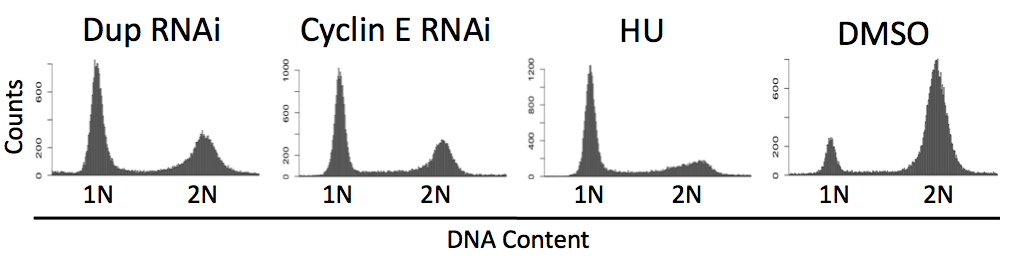 Dup RNAi
Cyclin E RNAi
HU
DMSO
Counts
200
600
1N
2N
200
600
1000
1N
2N
0
400
800
1200
1N
2N
0
200
600
1N
2N
0
DNA Content